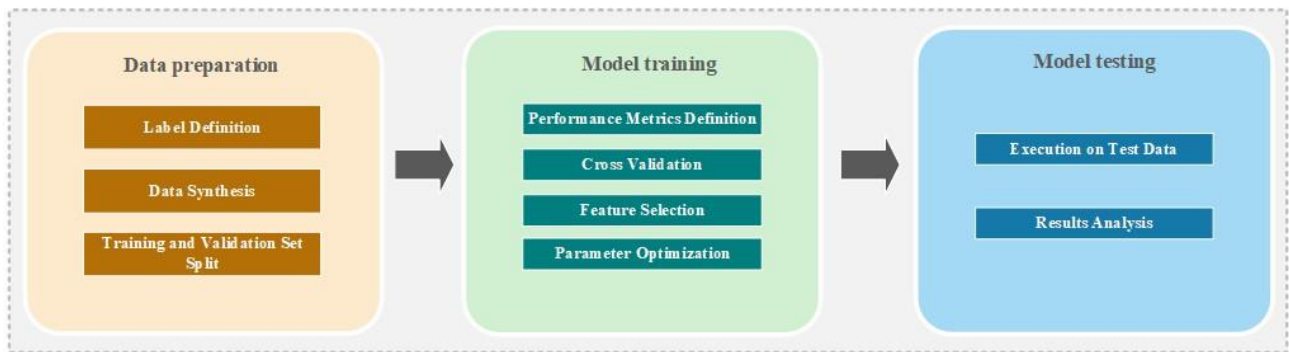 Data preparation
Label Definition
Data Synthesis
Training and Validation Set
Split
Model training
Performance Metrics Definition
Cross Validation
Feature Selection
Parameter Optimization
Model testing
Execution on Test Data
Results Analysis